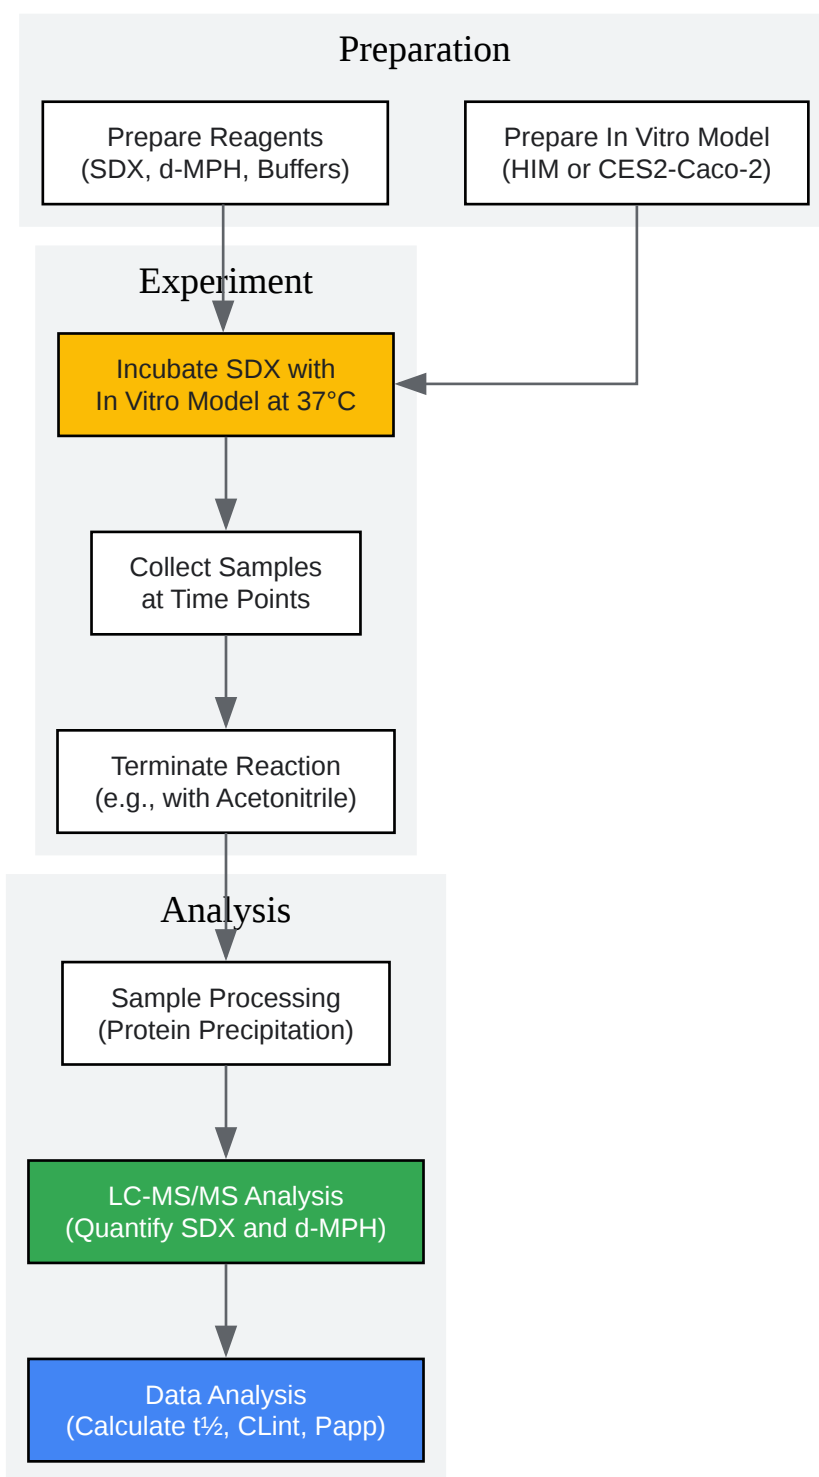 Preparation
Prepare Reagents
(SDX, d-MPH, Buffers)
Prepare In Vitro Model
(HIM or CES2-Caco-2)
Experiment
Incubate SDX with
In Vitro Model at 37°C
Collect Samples
at Time Points
Terminate Reaction
(e.g., with Acetonitrile)
Analysis
Sample Processing
(Protein Precipitation)
LC-MS/MS Analysis
(Quantify SDX and d-MPH)
Data Analysis
(Calculate t½, CLint, Papp)